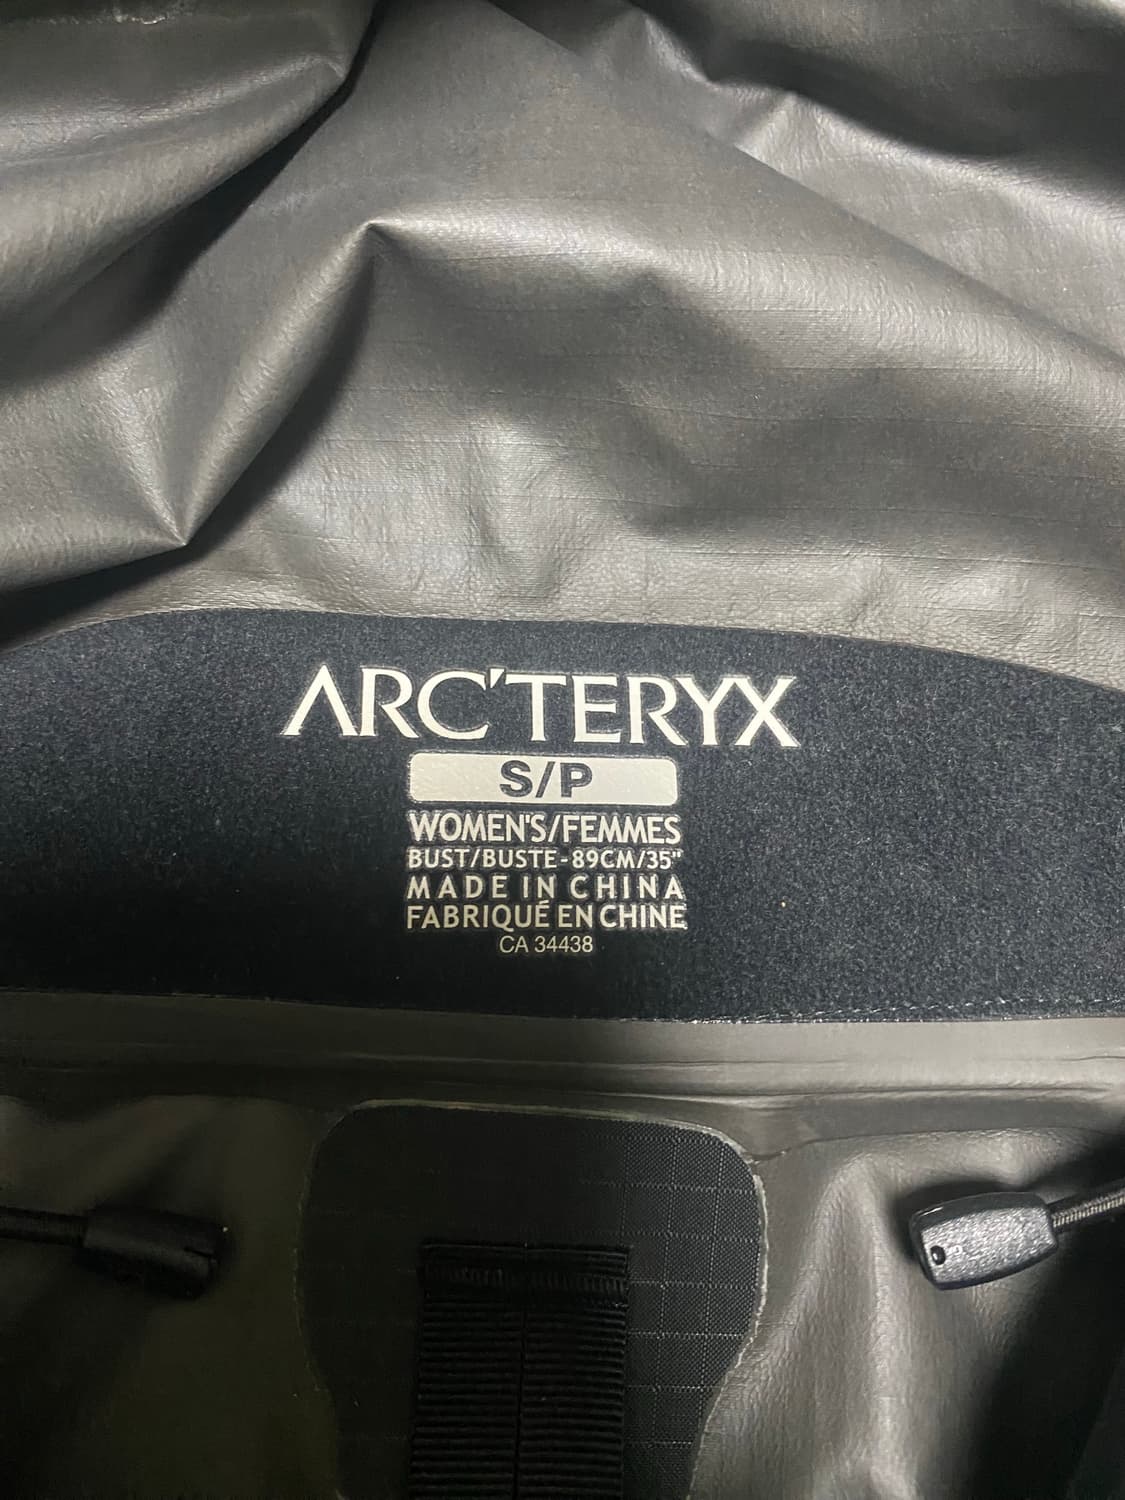 ARC'TERYX
S/P
WOMEN'S/FEMMES
BUST/BUSTE-89CM/35"
MADE IN CHINA
FABRIQUÉ EN CHINE
CA 34438